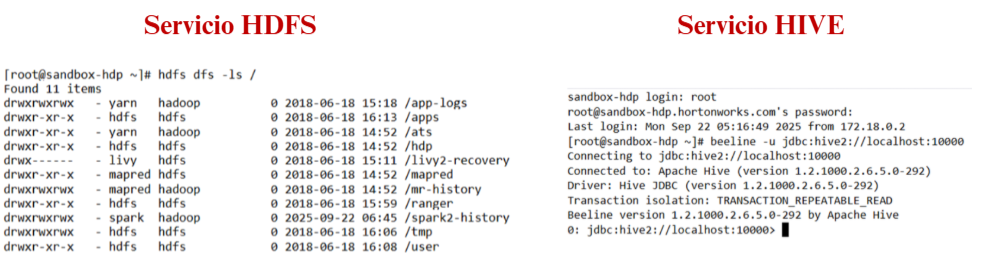 Servicio HDFS
[root@sandbox-hdp ~]# hdfs dfs -ls /
Found 11 items
drwxrwxrwx - yarn hadoop 0 2018-06-18 15:18 /app-logs
drwxr-xr-x - hdfs hdfs 0 2018-06-18 16:13 /apps
drwxr-xr-x - yarn hadoop 0 2018-06-18 14:52 /ats
drwxr-xr-x - hdfs hdfs 0 2018-06-18 14:52 /hdp
drwx------ - livy hdfs 0 2018-06-18 15:11 /livy2-recovery
drwxr-xr-x - mapred hdfs 0 2018-06-18 14:52 /mapred
drwxrwxrwx - mapred hadoop 0 2018-06-18 14:52 /mr-history
drwxr-xr-x - hdfs hdfs 0 2018-06-18 15:59 /ranger
drwxrwxrwx - spark hadoop 0 2025-09-22 06:45 /spark2-history
drwxrwxrwx - hdfs hdfs 0 2018-06-18 16:06 /tmp
drwxr-xr-x - hdfs hdfs 0 2018-06-18 16:08 /user
Servicio HIVE
sandbox-hdp login: root
root@sandbox-hdp.hortonworks.com's password:
Last login: Mon Sep 22 05:16:49 2025 from 172.18.0.2
[root@sandbox-hdp ~]# beeline -u jdbc:hive2://localhost:10000
Connecting to jdbc:hive2://localhost:10000
Connected to: Apache Hive (version 1.2.1000.2.6.5.0-292)
Driver: Hive JDBC (version 1.2.1000.2.6.5.0-292)
Transaction isolation: TRANSACTION_REPEATABLE_READ
Beeline version 1.2.1000.2.6.5.0-292 by Apache Hive
0: jdbc:hive2://localhost:10000>